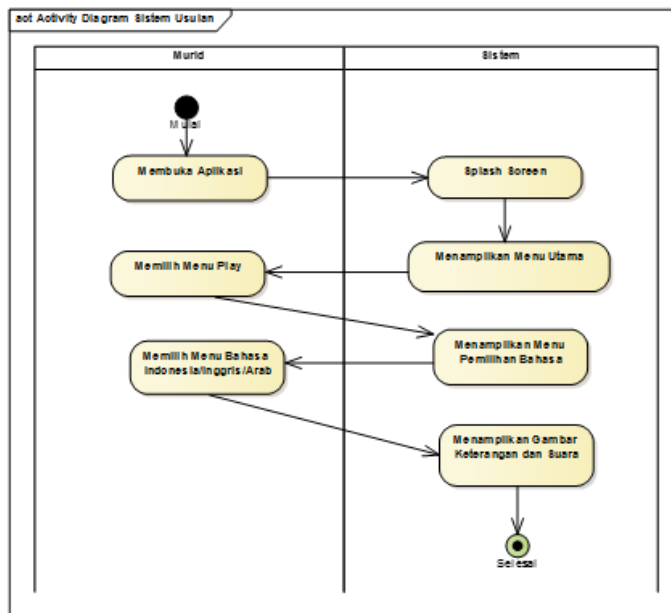 act Activity Diagram Sistem Usulan
Murid
Sistem
Mulai
Membuka Aplikasi
Splash Screen
Menampilkan Menu Utama
Memilih Menu Play
Menampilkan Menu
Pemilihan Bahasa
Memilih Menu Bahasa
Indonesia/Inggris/Arab
Menampilkan Gambar
Keterangan dan Suara
Selesai